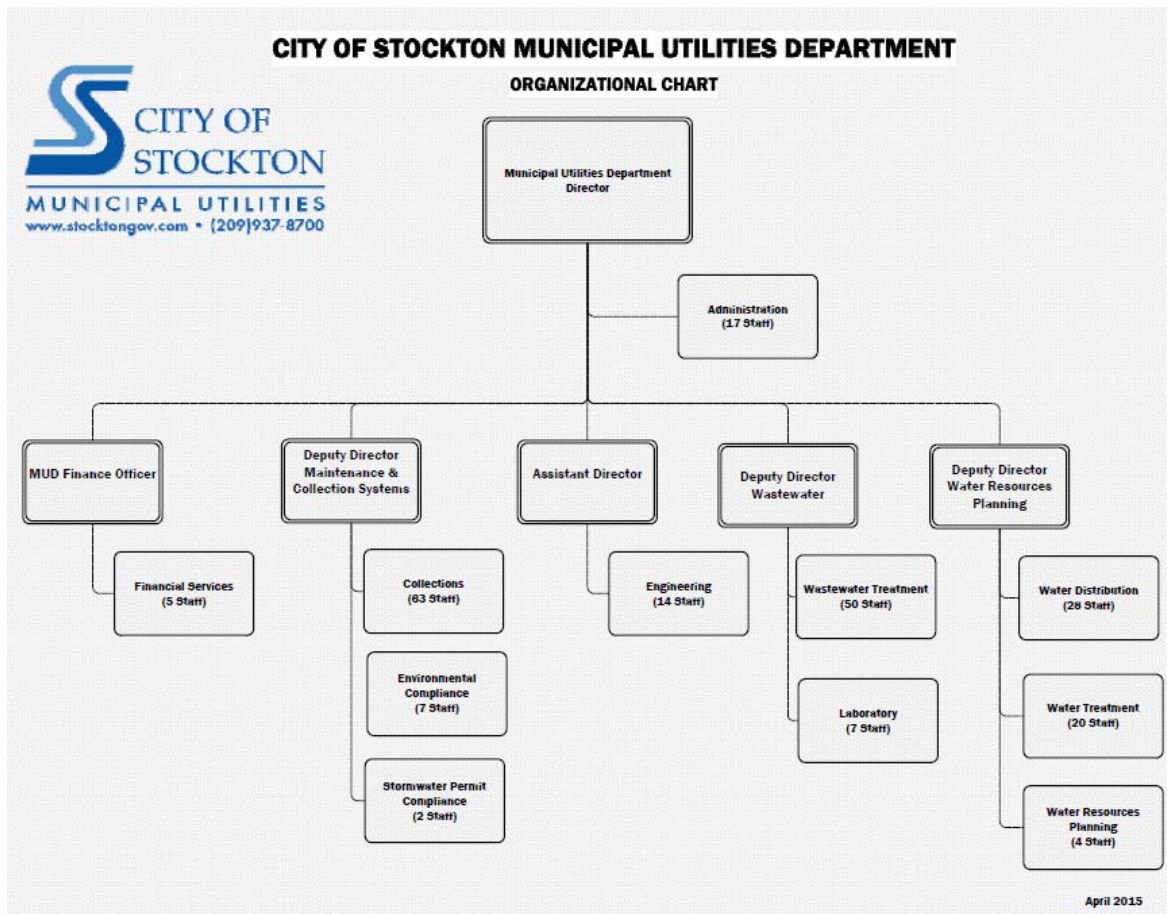 CITY OF STOCKTON MUNICIPAL UTILITIES DEPARTMENT
ORGANIZATIONAL CHART
CITY OF
STOCKTON
MUNICIPAL UTILITIES
www.stocktongov.com • (209)937-8700
Municipal Utilities Department
Director
Administration
(17 Staff)
MUD Finance Officer
Deputy Director
Maintenance &
Collection Systems
Assistant Director
Deputy Director
Wastewater
Deputy Director
Water Resources
Planning
Financial Services
(5 Staff)
Collections
(63 Staff)
Engineering
(14 Staff)
Wastewater Treatment
(50 Staff)
Water Distribution
(28 Staff)
Environmental
Compliance
(7 Staff)
Laboratory
(7 Staff)
Water Treatment
(20 Staff)
Stormwater Permit
Compliance
(2 Staff)
Water Resources
Planning
(4 Staff)
April 2015